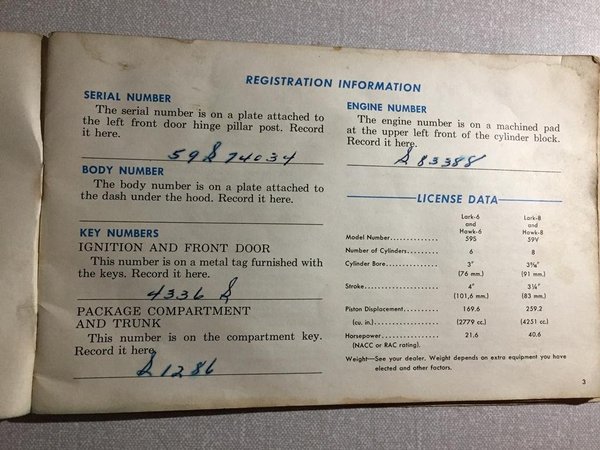 REGISTRATION INFORMATION
SERIAL NUMBER
The serial number is on a plate attached to
the left front door hinge pillar post. Record
it here.
59S 74034
BODY NUMBER
The body number is on a plate attached to
the dash under the hood. Record it here.
KEY NUMBERS
IGNITION AND FRONT DOOR
This number is on a metal tag furnished with
the keys. Record it here.
4336 S
PACKAGE COMPARTMENT
AND TRUNK
This number is on the compartment key.
Record it here.
S1286
ENGINE NUMBER
The engine number is on a machined pad
at the upper left front of the cylinder block.
Record it here.
S 83388
LICENSE DATA
Lark-6 Lark-8
and and
Hawk-6 Hawk-8
Model Number.............. 59S 59V
Number of Cylinders.......... 6 8
Cylinder Bore................ 3" 3 9/16"
(76 mm.) (91 mm.)
Stroke...................... 4" 3 1/4"
(101,6 mm.) (83 mm.)
Piston Displacement.......... 169.6 259.2
(cu. in.).................. (2779 cc.) (4251 cc.)
Horsepower................ 21.6 40.6
(NACC or RAC rating).
Weight—See your dealer. Weight depends on extra equipment you have
elected and other factors.
3